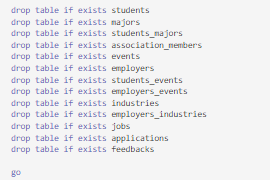 drop table if exists students
drop table if exists majors
drop table if exists students_majors
drop table if exists association_members
drop table if exists events
drop table if exists employers
drop table if exists students_events
drop table if exists employers_events
drop table if exists industries
drop table if exists employers_industries
drop table if exists jobs
drop table if exists applications
drop table if exists feedbacks
go